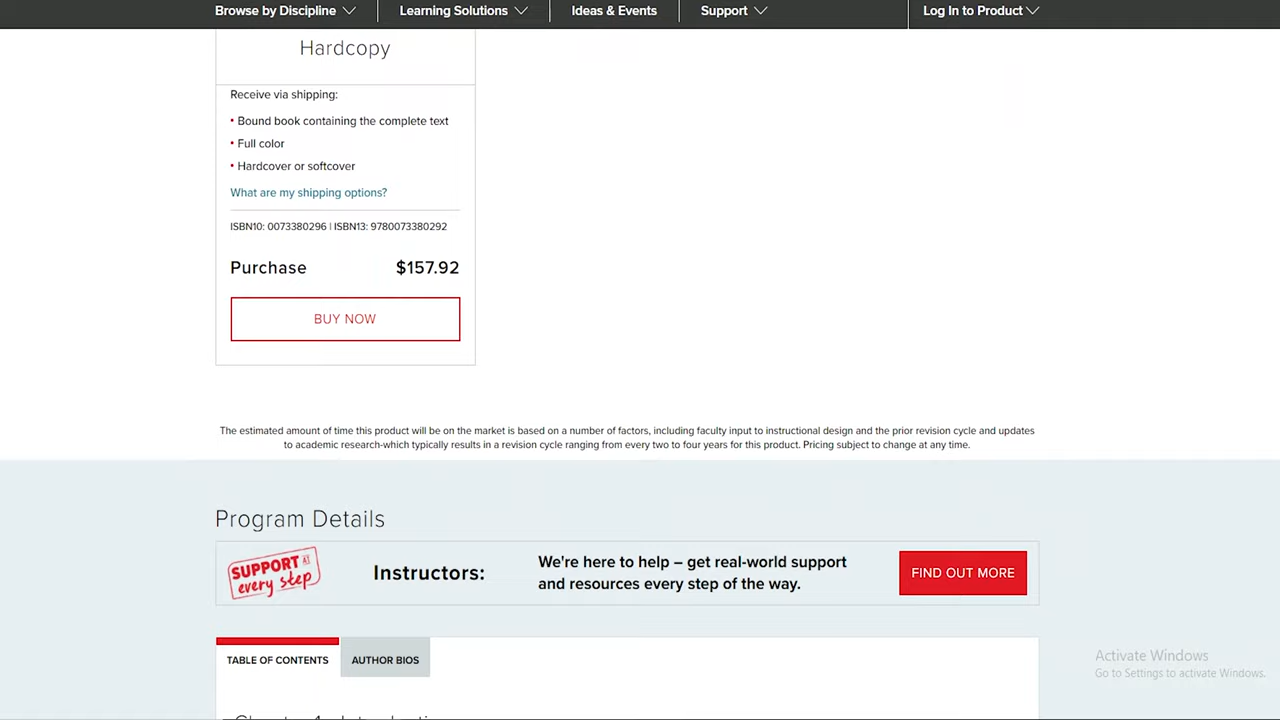 Browse by Discipline Learning Solutions Ideas & Events Support Log In to Product
Hardcopy
Receive via shipping:
• Bound book containing the complete text
• Full color
• Hardcover or softcover
What are my shipping options?
ISBN10: 0073380296 | ISBN13: 9780073380292
Purchase $157.92
BUY NOW
The estimated amount of time this product will be on the market is based on a number of factors, including faculty input to instructional design and the prior revision cycle and updates
to academic research-which typically results in a revision cycle ranging from every two to four years for this product. Pricing subject to change at any time.
Program Details
SUPPORT AT
every step
Instructors:
We're here to help – get real-world support
and resources every step of the way.
FIND OUT MORE
TABLE OF CONTENTS AUTHOR BIOS
Activate Windows
Go to Settings to activate Windows.